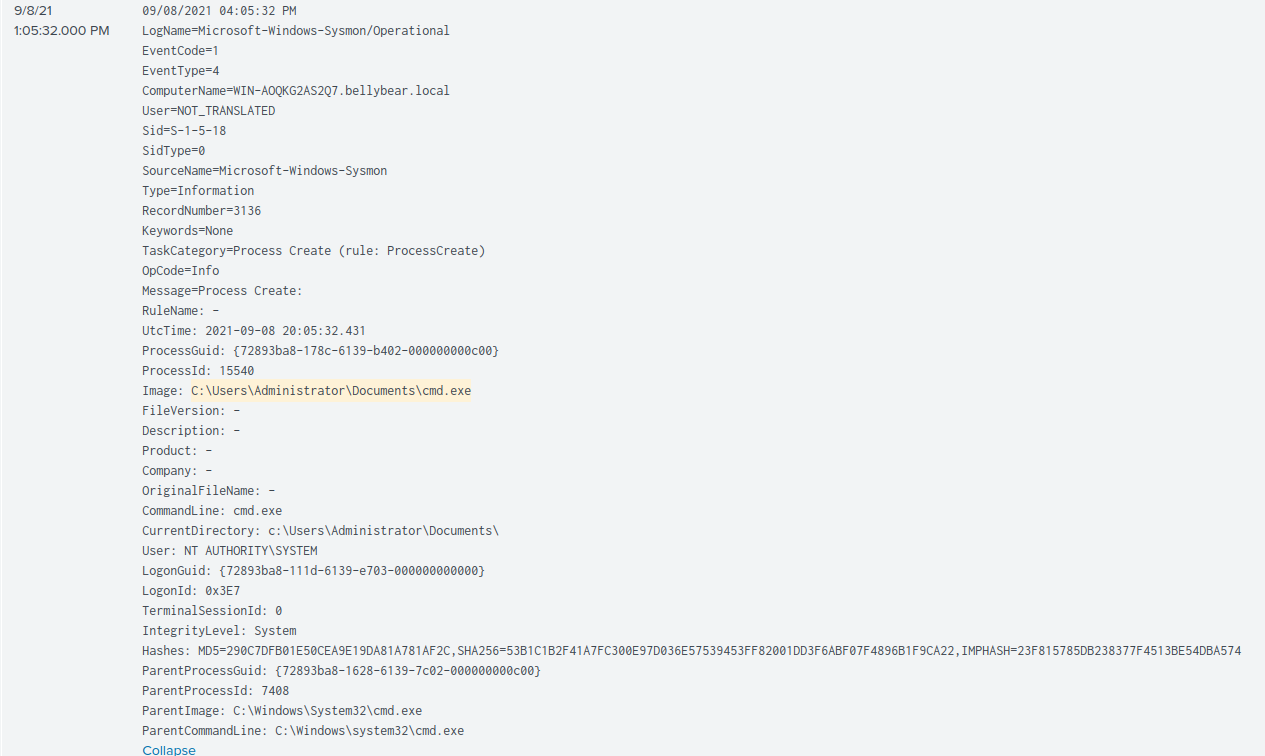 9/8/21
1:05:32.000 PM
09/08/2021 04:05:32 PM
LogName=Microsoft-Windows-Sysmon/Operational
EventCode=1
EventType=4
ComputerName=WIN-AOQKG2AS2Q7.bellybear.local
User=NOT_TRANSLATED
Sid=S-1-5-18
SidType=0
SourceName=Microsoft-Windows-Sysmon
Type=Information
RecordNumber=3136
Keywords=None
TaskCategory=Process Create (rule: ProcessCreate)
OpCode=Info
Message=Process Create:
RuleName: -
UtcTime: 2021-09-08 20:05:32.431
ProcessGuid: {72893ba8-178c-6139-b402-000000000c00}
ProcessId: 15540
Image: C:\Users\Administrator\Documents\cmd.exe
FileVersion: -
Description: -
Product: -
Company: -
OriginalFileName: -
CommandLine: cmd.exe
CurrentDirectory: c:\Users\Administrator\Documents\
User: NT AUTHORITY\SYSTEM
LogonGuid: {72893ba8-111d-6139-e703-000000000000}
LogonId: 0x3E7
TerminalSessionId: 0
IntegrityLevel: System
Hashes: MD5=290C7DFB01E50CEA9E19DA81A781AF2C,SHA256=53B1C1B2F41A7FC300E97D036E57539453FF82001DD3F6ABF07F4896B1F9CA22,IMPHASH=23F815785DB238377F4513BE54DBA574
ParentProcessGuid: {72893ba8-1628-6139-7c02-000000000c00}
ParentProcessId: 7408
ParentImage: C:\Windows\System32\cmd.exe
ParentCommandLine: C:\Windows\system32\cmd.exe
Collapse